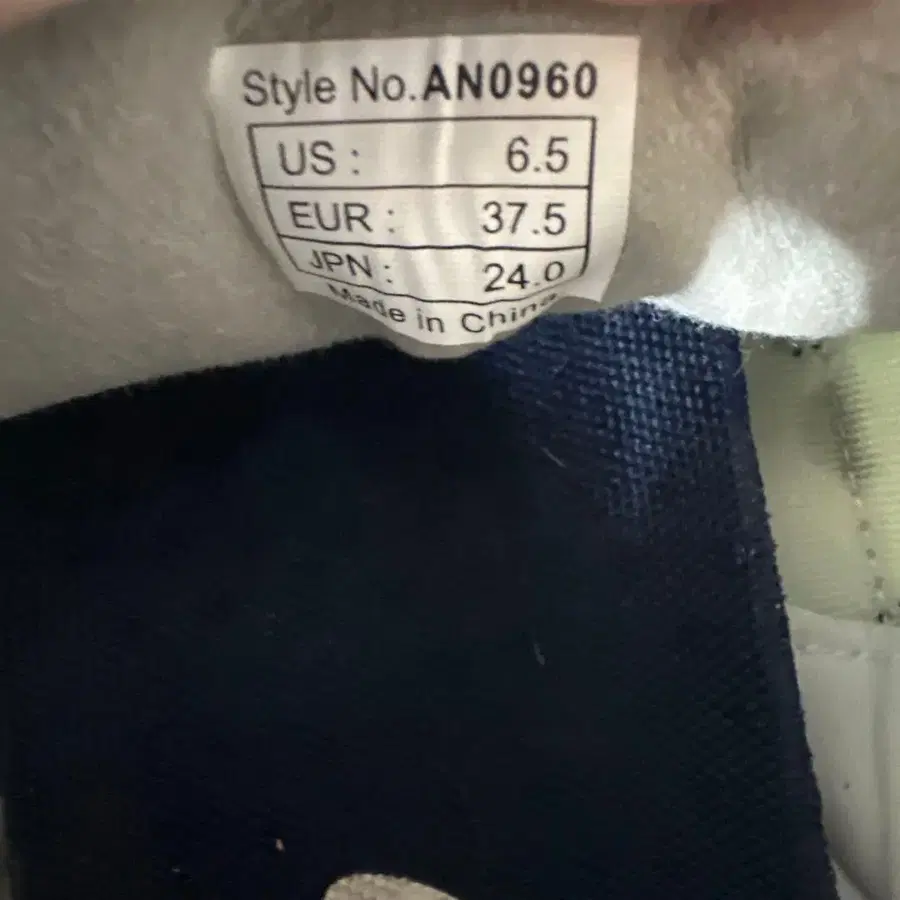 Style No.AN0960
US : 6.5
EUR : 37.5
JPN : 24.0
Made in China